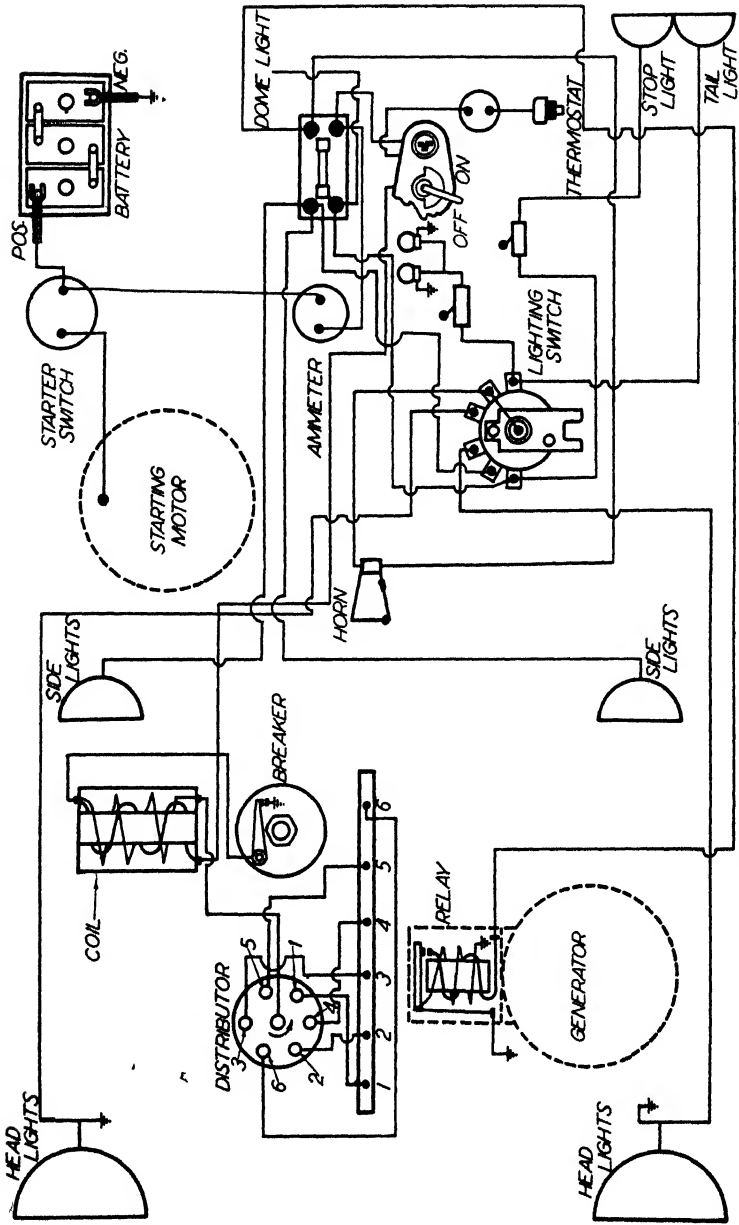 HEAD
LIGHTS
COIL
SIDE
LIGHTS
STARTING
MOTOR
STARTER
SWITCH
POS.
NEG.
BATTERY
DISTRIBUTOR
3
5
1
4
2
6
BREAKER
1
2
3
4
5
6
HORN
AMMETER
DOME LIGHT
OFF
ON
THERMOSTAT
RELAY
GENERATOR
LIGHTING
SWITCH
HEAD
LIGHTS
SIDE
LIGHTS
STOP
LIGHT
TAIL
LIGHT